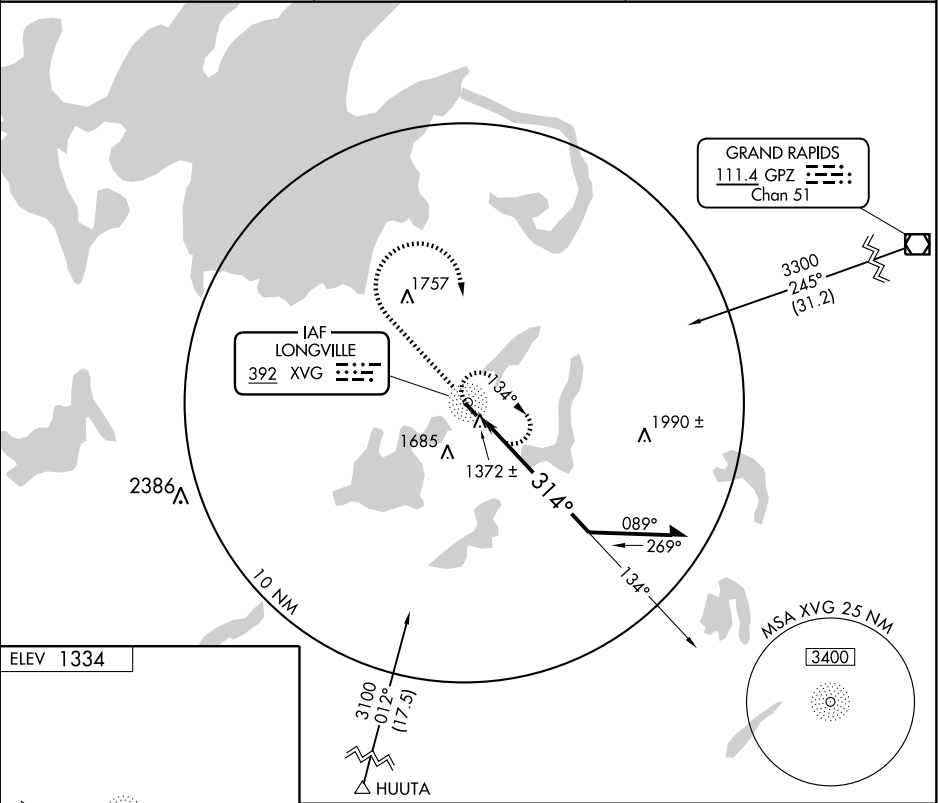 GRAND RAPIDS
111.4 GPZ
Chan 51
3300
245°
(31.2)
1757
IAF
LONGVILLE
392 XVG
134°
1990 ±
1685
1372 ±
2386
314°
089°
269°
134°
10 NM
MSA XVG 25 NM
3400
ELEV 1334
3100
012°
(17.5)
HUUTA